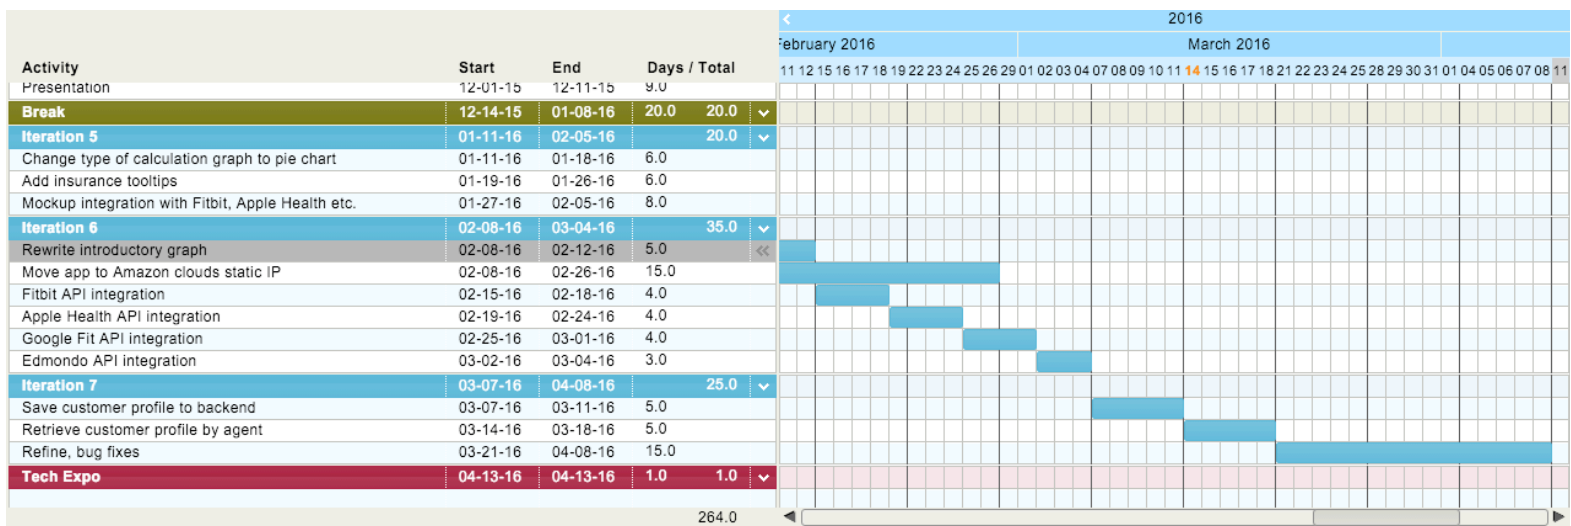 2016
February 2016 March 2016
Activity Start End Days / Total 11 12 15 16 17 18 19 22 23 24 25 26 29 01 02 03 04 07 08 09 10 11 14 15 16 17 18 21 22 23 24 25 28 29 30 31 01 04 05 06 07 08 11
Presentation 12-01-15 12-11-15 9.0
Break 12-14-15 01-08-16 20.0 20.0
Iteration 5 01-11-16 02-05-16 20.0
Change type of calculation graph to pie chart 01-11-16 01-18-16 6.0
Add insurance tooltips 01-19-16 01-26-16 6.0
Mockup integration with Fitbit, Apple Health etc. 01-27-16 02-05-16 8.0
Iteration 6 02-08-16 03-04-16 35.0
Rewrite introductory graph 02-08-16 02-12-16 5.0
Move app to Amazon clouds static IP 02-08-16 02-26-16 15.0
Fitbit API integration 02-15-16 02-18-16 4.0
Apple Health API integration 02-19-16 02-24-16 4.0
Google Fit API integration 02-25-16 03-01-16 4.0
Edmondo API integration 03-02-16 03-04-16 3.0
Iteration 7 03-07-16 04-08-16 25.0
Save customer profile to backend 03-07-16 03-11-16 5.0
Retrieve customer profile by agent 03-14-16 03-18-16 5.0
Refine, bug fixes 03-21-16 04-08-16 15.0
Tech Expo 04-13-16 04-13-16 1.0 1.0
264.0